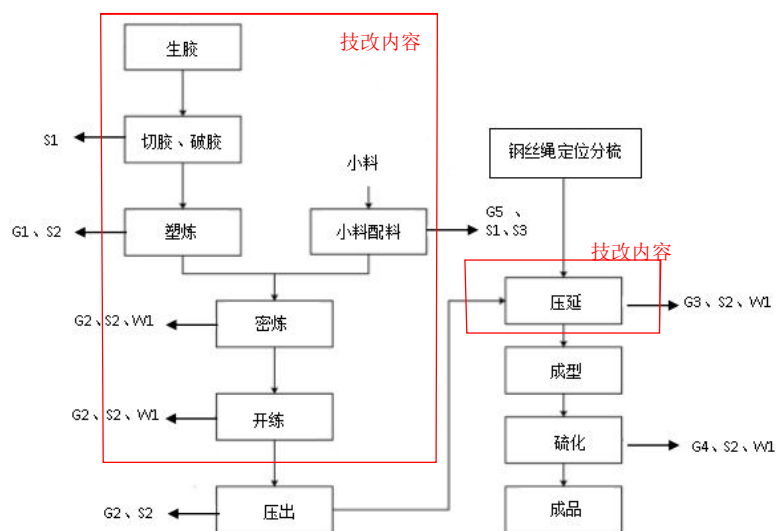 生胶
技改内容
S1
切胶、破胶
钢丝绳定位分梳
小料
G1、S2
塑炼
小料配料
G5 、
S1、S3
技改内容
G2、S2、W1
密炼
压延
G3、S2、W1
成型
G2、S2、W1
开练
硫化
G4、S2、W1
G2、S2
压出
成品